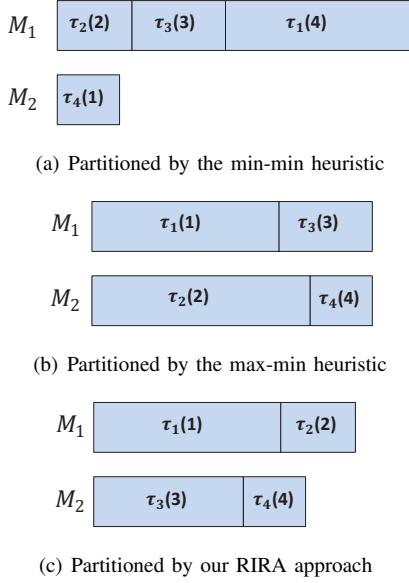 M₁ τ₂(2) τ₃(3) τ₁(4)
M₂ τ₄(1)
(a) Partitioned by the min-min heuristic
M₁ τ₁(1) τ₃(3)
M₂ τ₂(2) τ₄(4)
(b) Partitioned by the max-min heuristic
M₁ τ₁(1) τ₂(2)
M₂ τ₃(3) τ₄(4)
(c) Partitioned by our RIRA approach